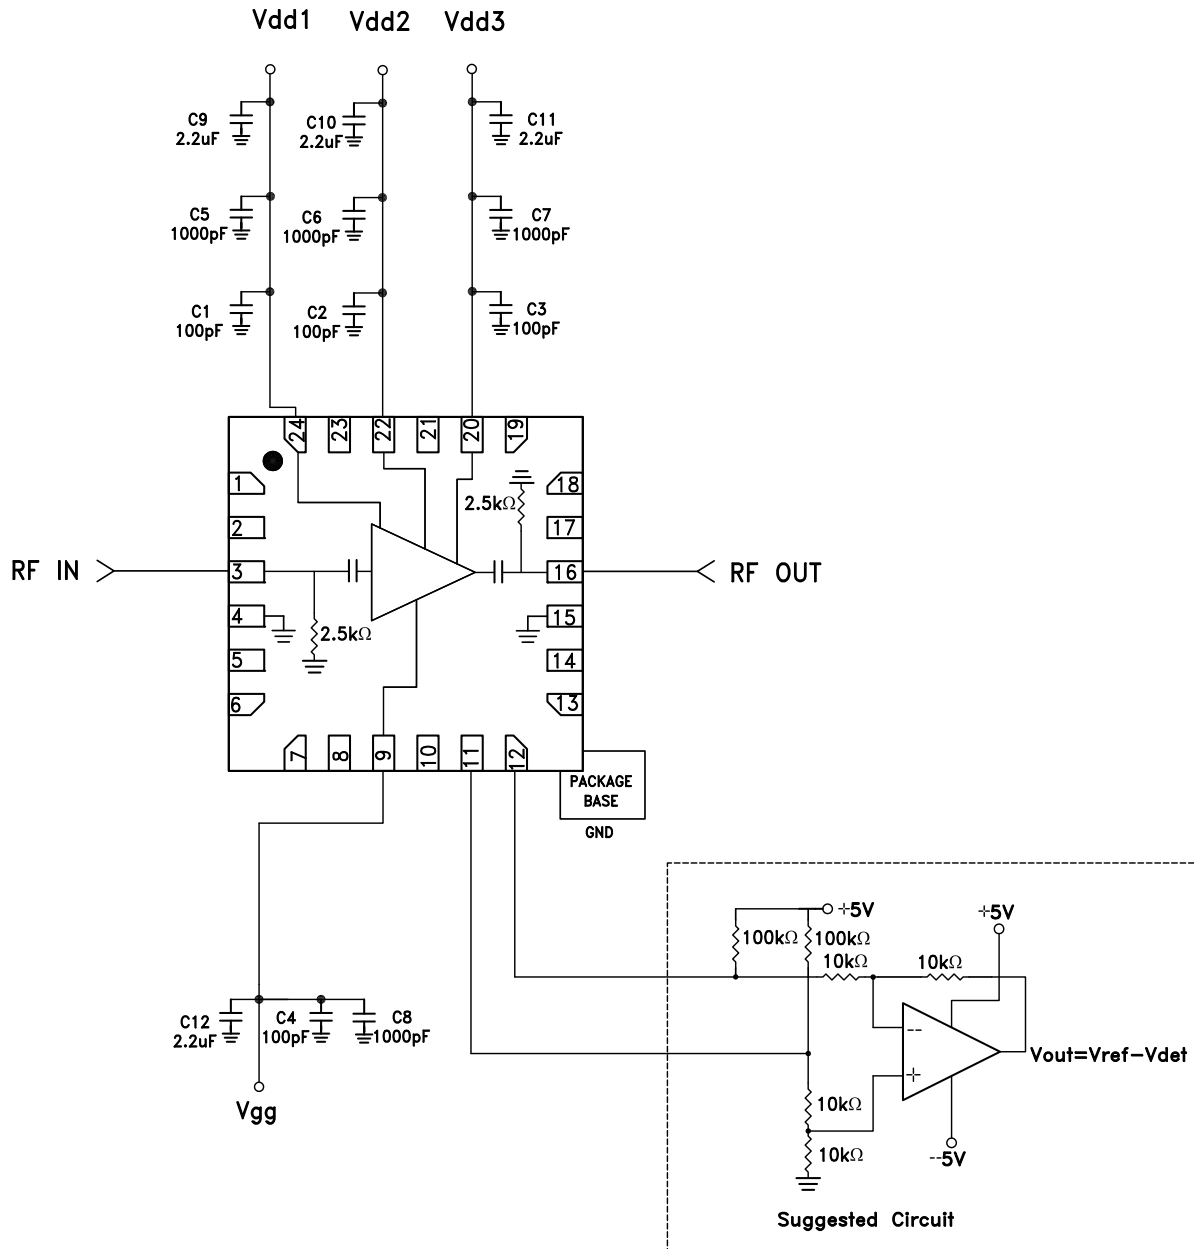 Vdd1 Vdd2 Vdd3
C9
2.2uF
C10
2.2uF
C11
2.2uF
C5
1000pF
C6
1000pF
C7
1000pF
C1
100pF
C2
100pF
C3
100pF
24 23 22 21 20 19
1
2
3
4
5
6
18
17
16
15
14
13
2.5kΩ
2.5kΩ
RF IN
RF OUT
7 8 9 10 11 12
PACKAGE
BASE
GND
C12
2.2uF
C4
100pF
C8
1000pF
Vgg
+5V
+5V
100kΩ 100kΩ
10kΩ 10kΩ
--
+
Vout=Vref-Vdet
10kΩ
10kΩ
--5V
Suggested Circuit